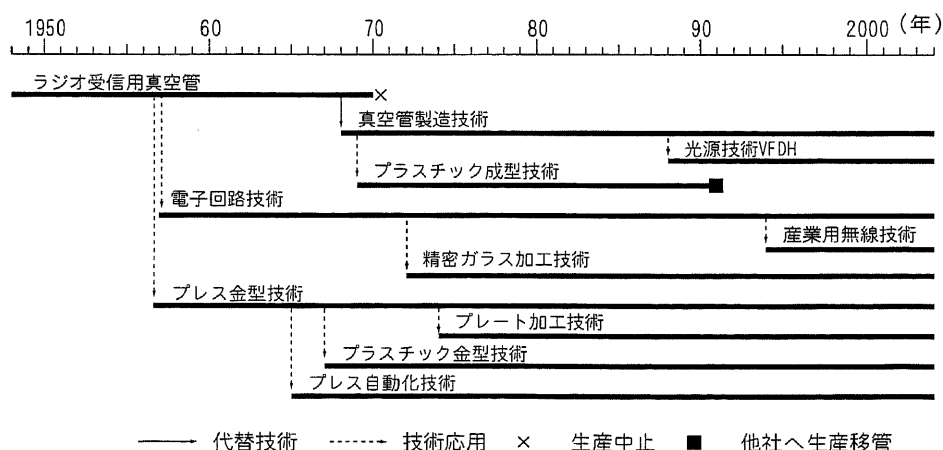 1950 60 70 80 90 2000 (年)
ラジオ受信用真空管
×
真空管製造技術
光源技術VFDH
プラスチック成型技術
電子回路技術
産業用無線技術
精密ガラス加工技術
プレス金型技術
プレート加工技術
プラスチック金型技術
プレス自動化技術
代替技術 技術応用 × 生産中止 ■ 他社へ生産移管